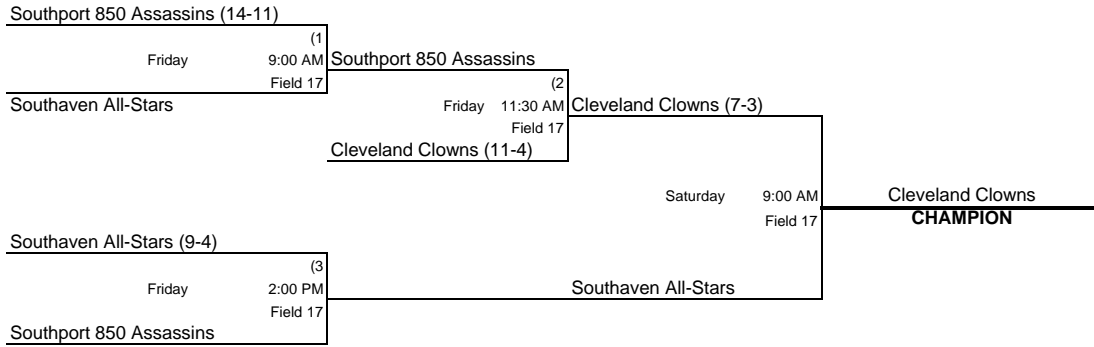 Southport 850 Assassins (14-11)
(1
Friday 9:00 AM Southport 850 Assassins
Field 17 (2
Southaven All-Stars Friday 11:30 AM Cleveland Clowns (7-3)
Field 17
Cleveland Clowns (11-4)
Saturday 9:00 AM Cleveland Clowns
Field 17 CHAMPION
Southaven All-Stars (9-4)
(3
Friday 2:00 PM Southaven All-Stars
Field 17
Southport 850 Assassins